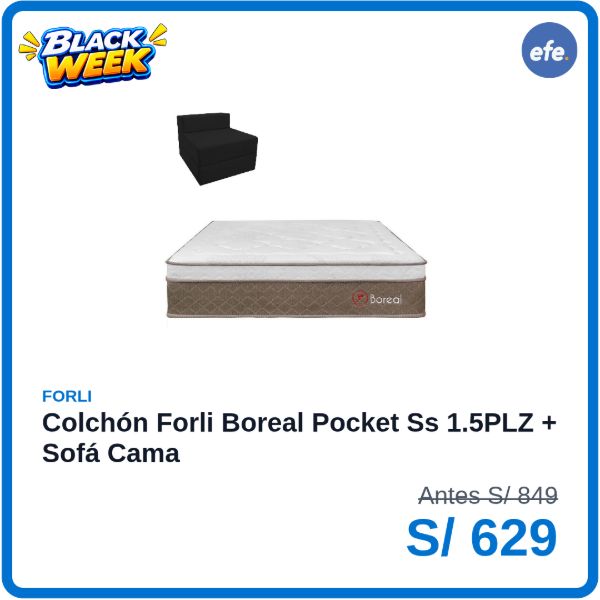 BLACK
WEEK
efe.
Boreal
FORLI
Colchón Forli Boreal Pocket Ss 1.5PLZ +
Sofá Cama
Antes S/ 849
S/ 629